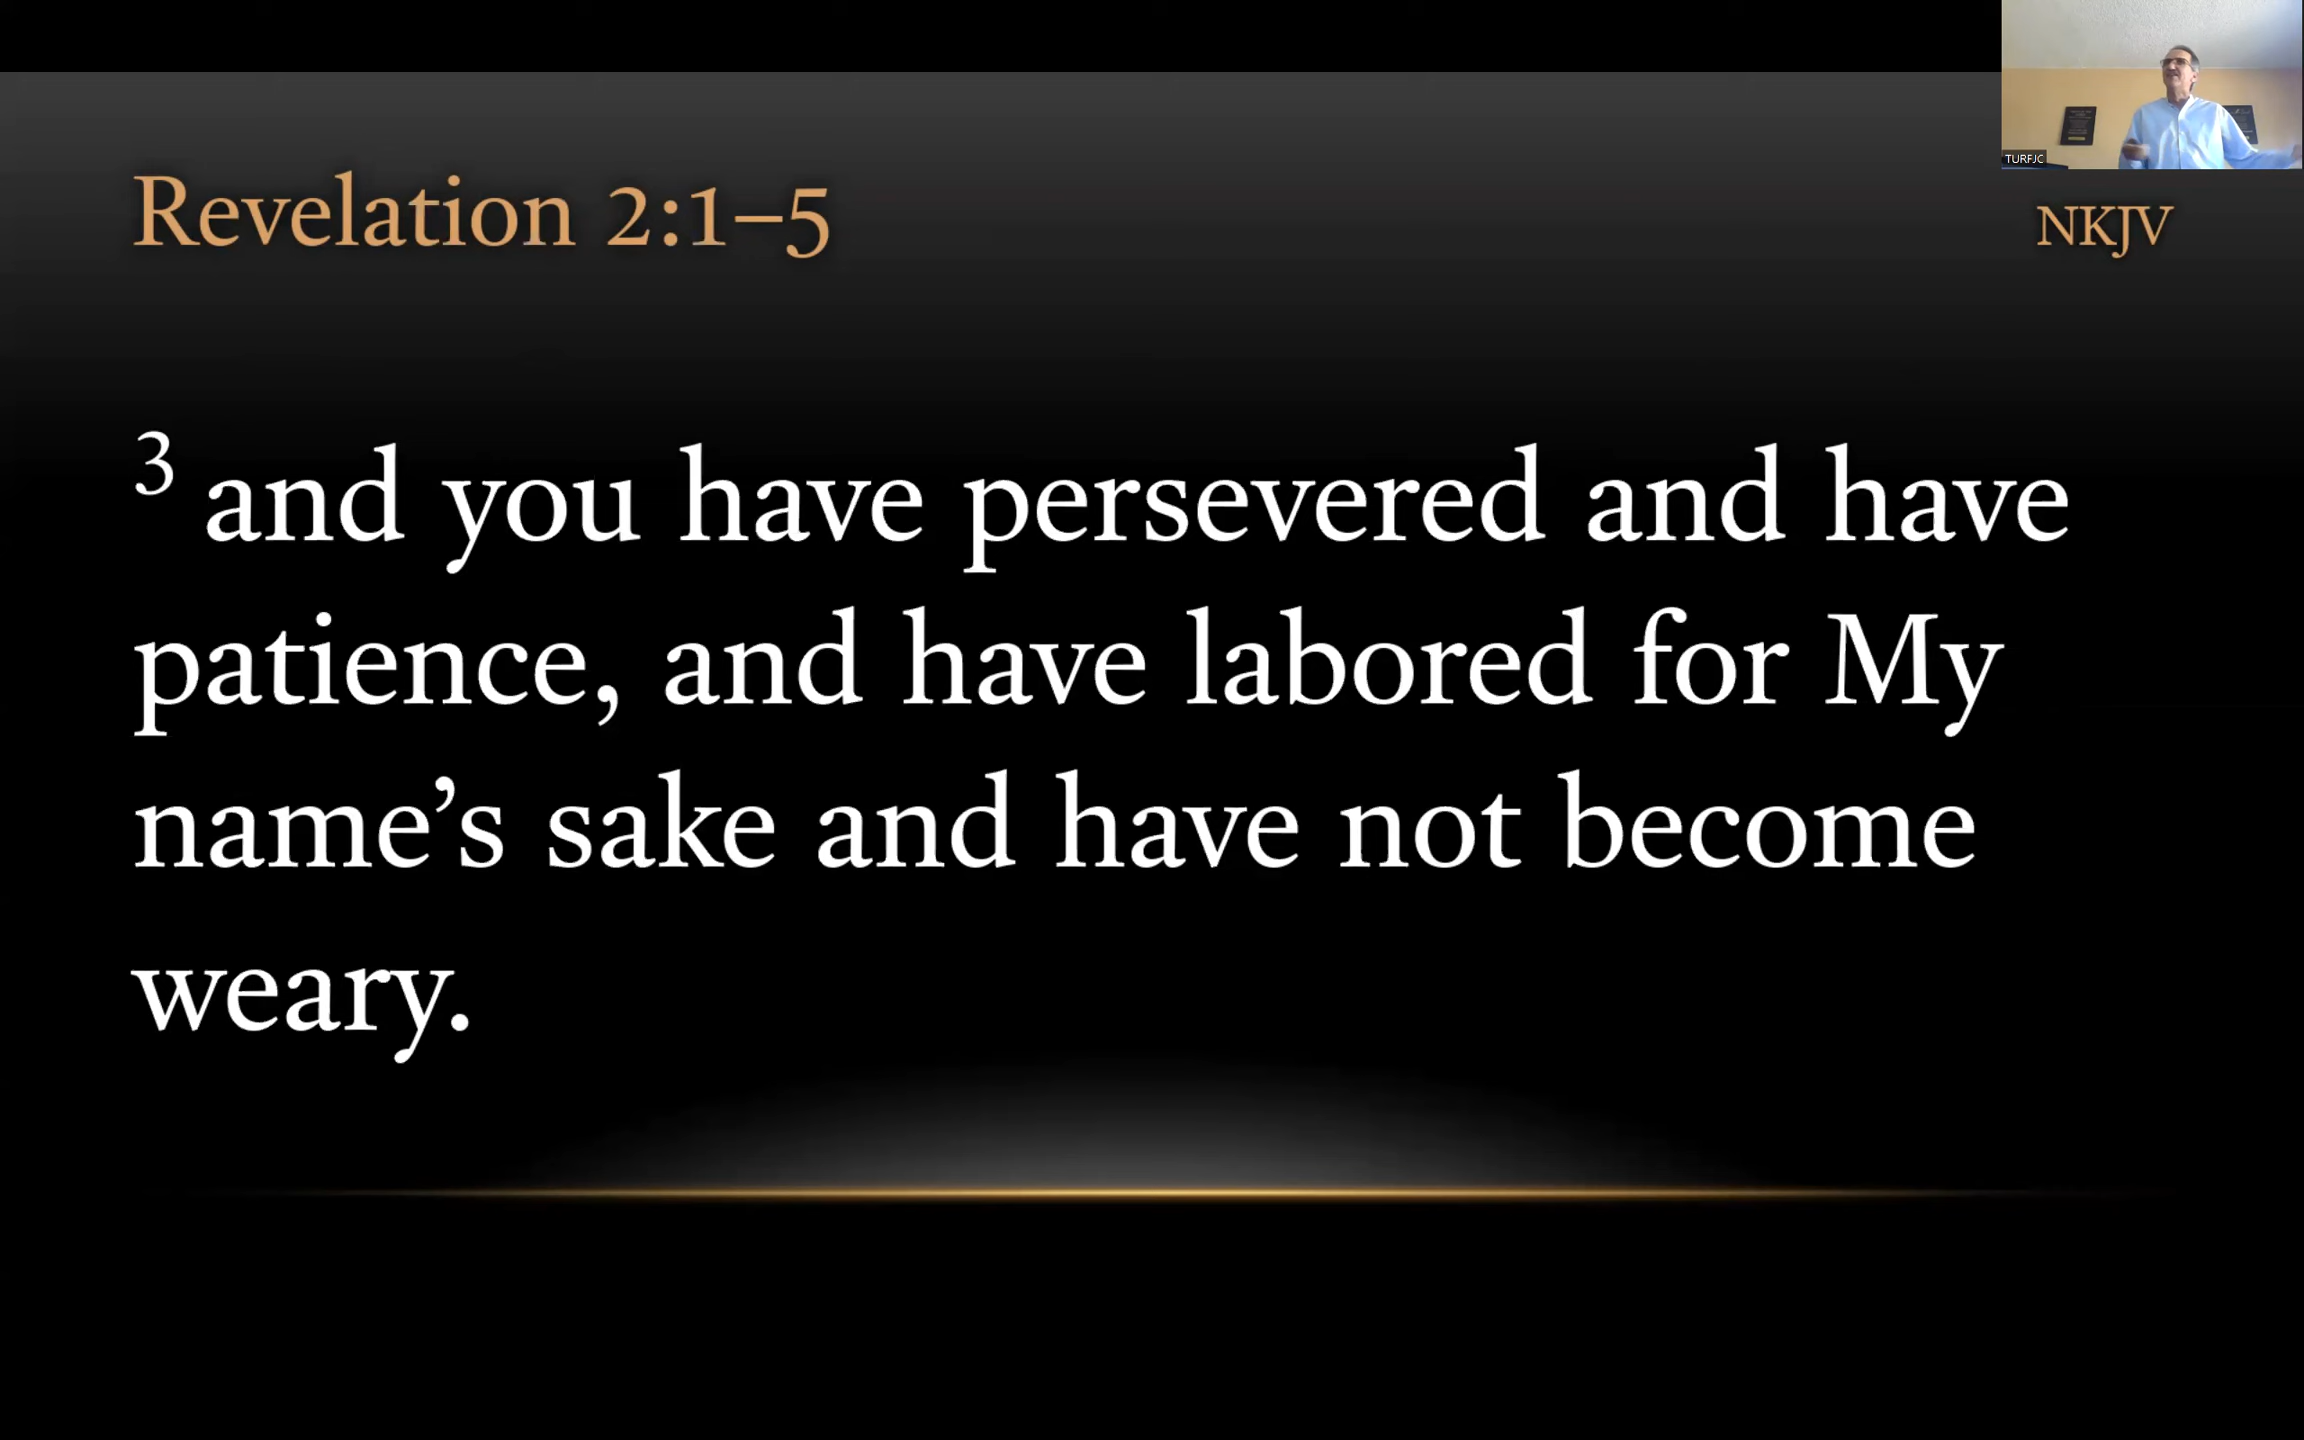 TURFJC
Revelation 2:1–5
NKJV
3 and you have persevered and have
patience, and have labored for My
name’s sake and have not become
weary.